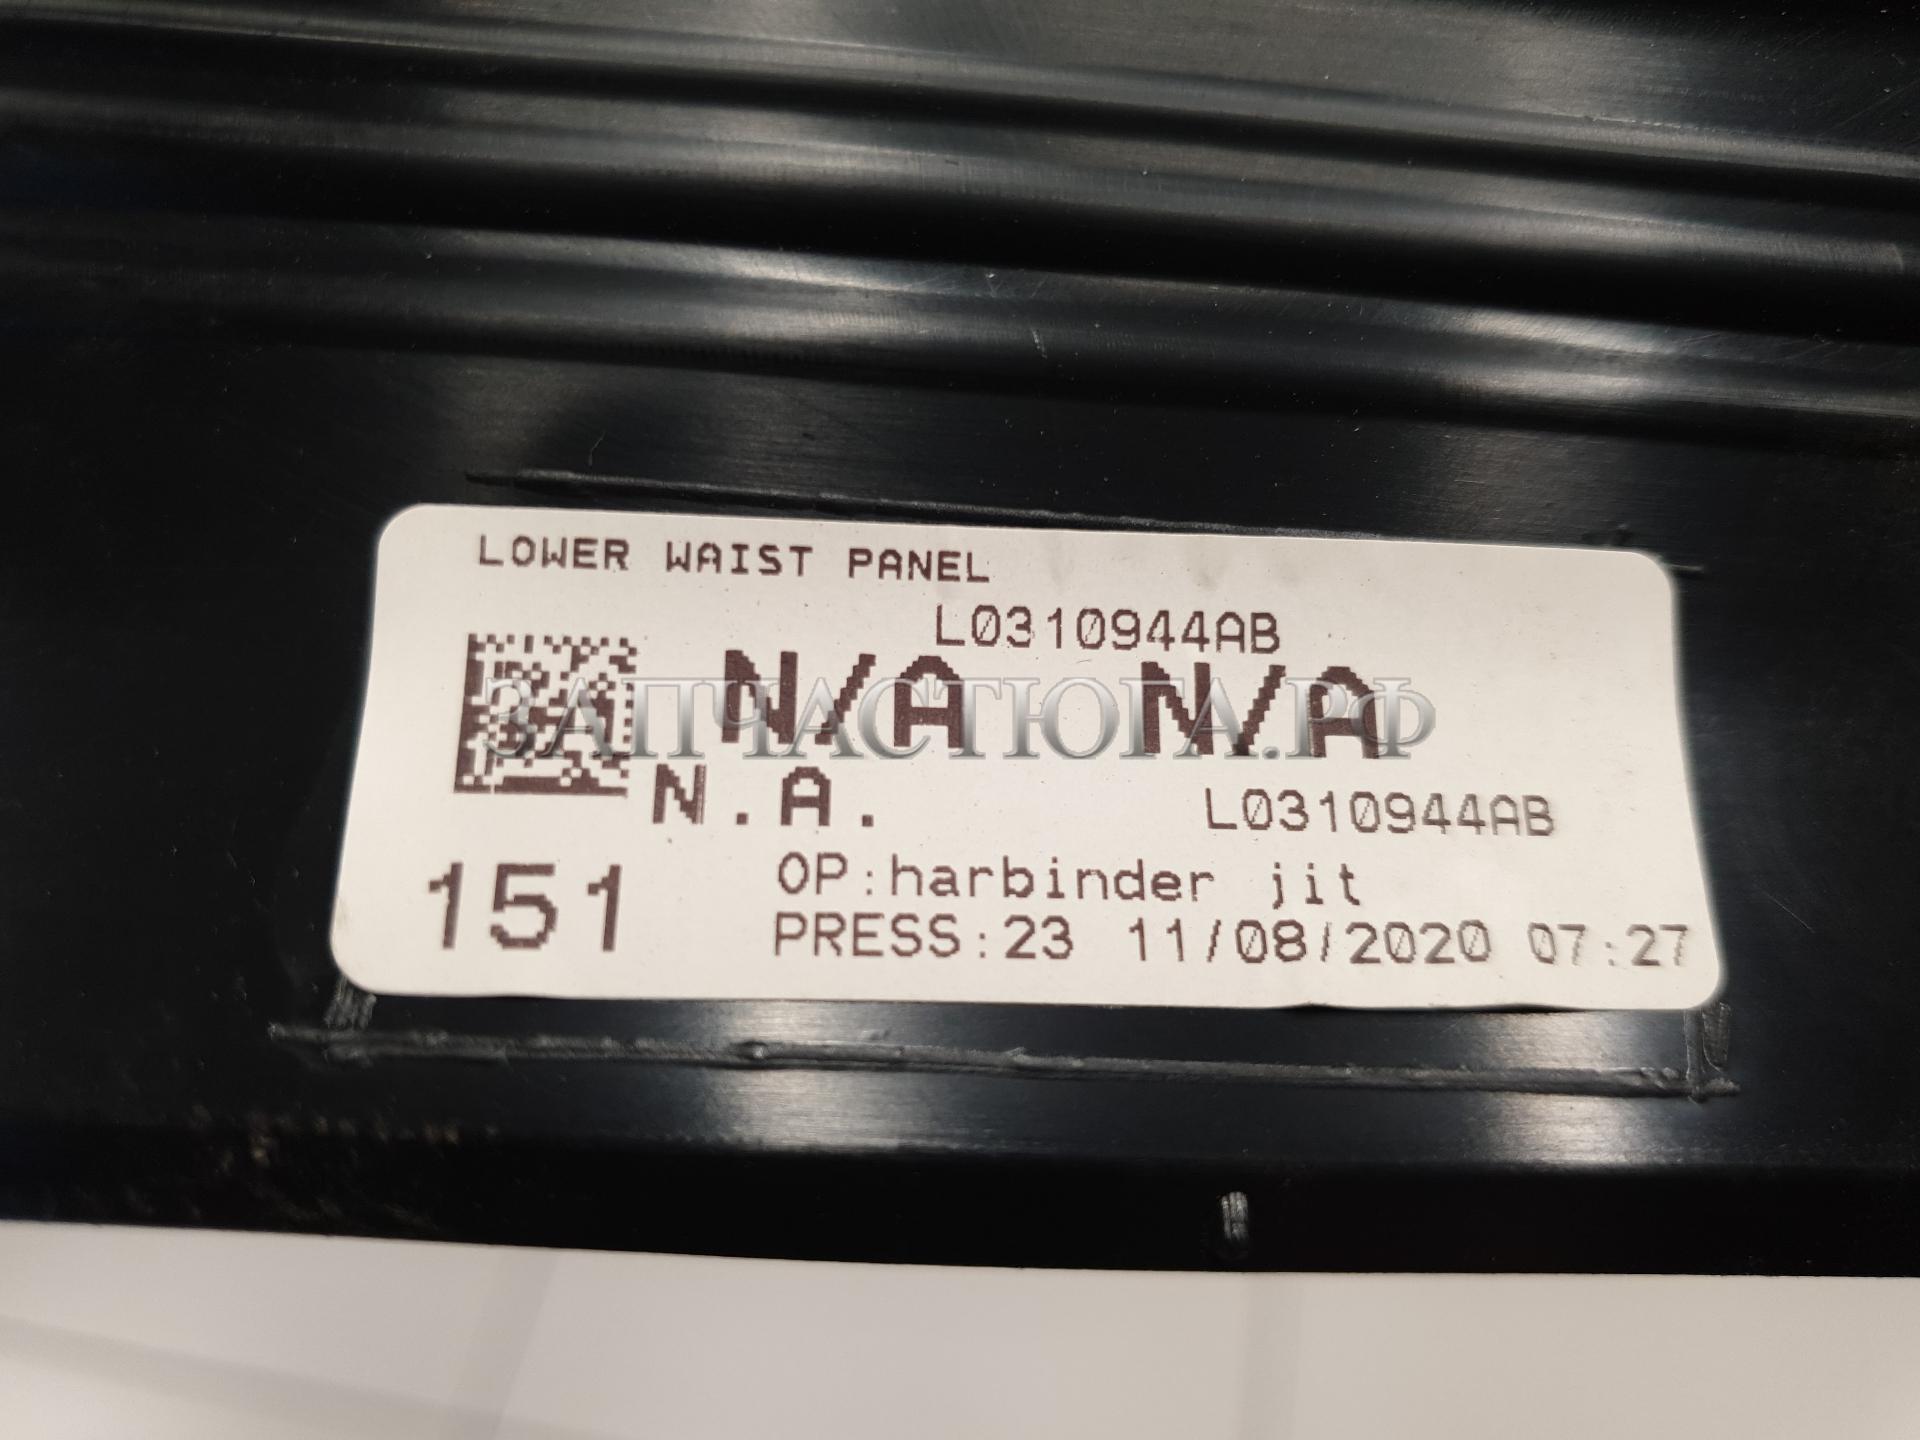 LOWER WAIST PANEL
L0310944AB
N/A N/A
ЗАПЧАСТЮГА.РФ
N.A.
L0310944AB
151
OP:harbinder jit
PRESS:23 11/08/2020 07:27